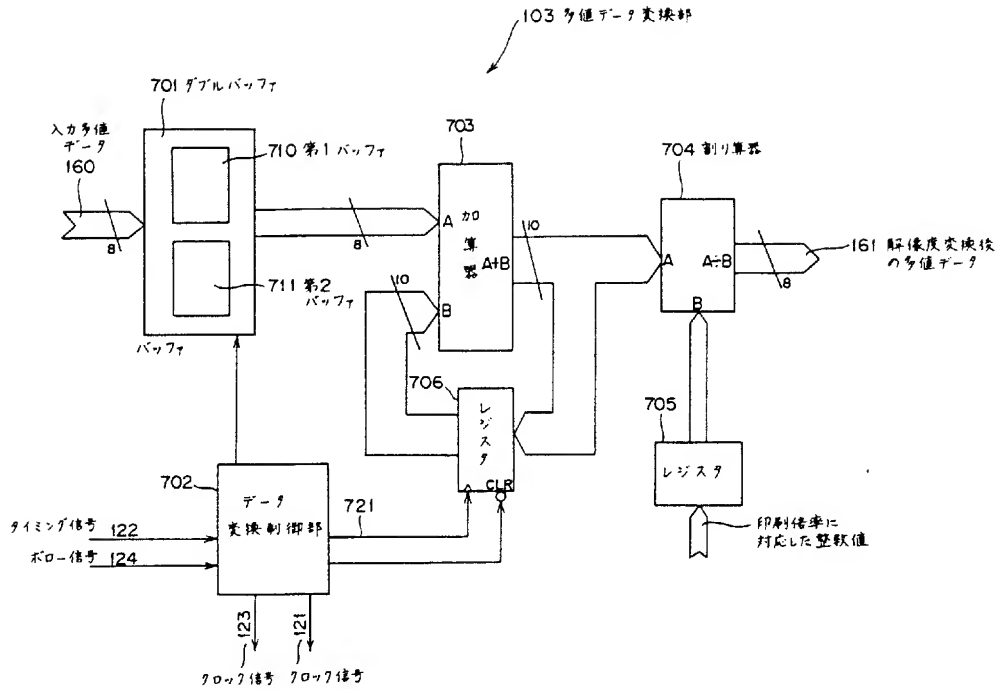 103 多値データ変換部
701 ダブルバッファ
入力多値
データ
160
8
710 第1 バッファ
711 第2
バッファ
バッファ
8
703
A
加算器
A+B
B
10
10
704 割り算器
A
A÷B
B
8
161 解像度変換後
の多値データ
706
レジスタ
CLR
705
レジスタ
印刷倍率に
対応した整数値
702
データ
変換制御部
721
タイミング信号 122
ボロー信号 124
123
クロック信号
121
クロック信号